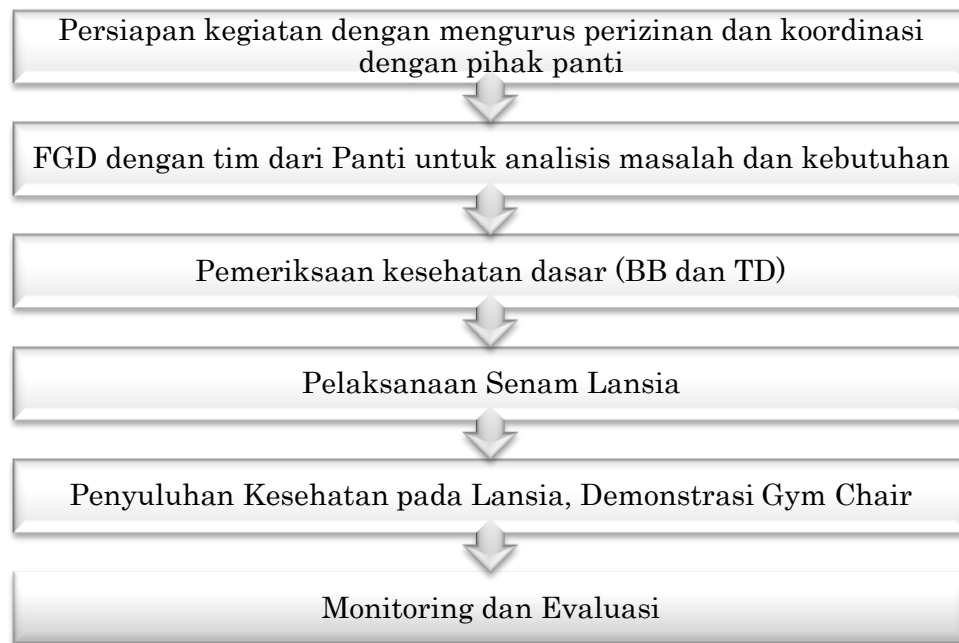 Persiapan kegiatan dengan mengurus perizinan dan koordinasi
dengan pihak panti
FGD dengan tim dari Panti untuk analisis masalah dan kebutuhan
Pemeriksaan kesehatan dasar (BB dan TD)
Pelaksanaan Senam Lansia
Penyuluhan Kesehatan pada Lansia, Demonstrasi Gym Chair
Monitoring dan Evaluasi